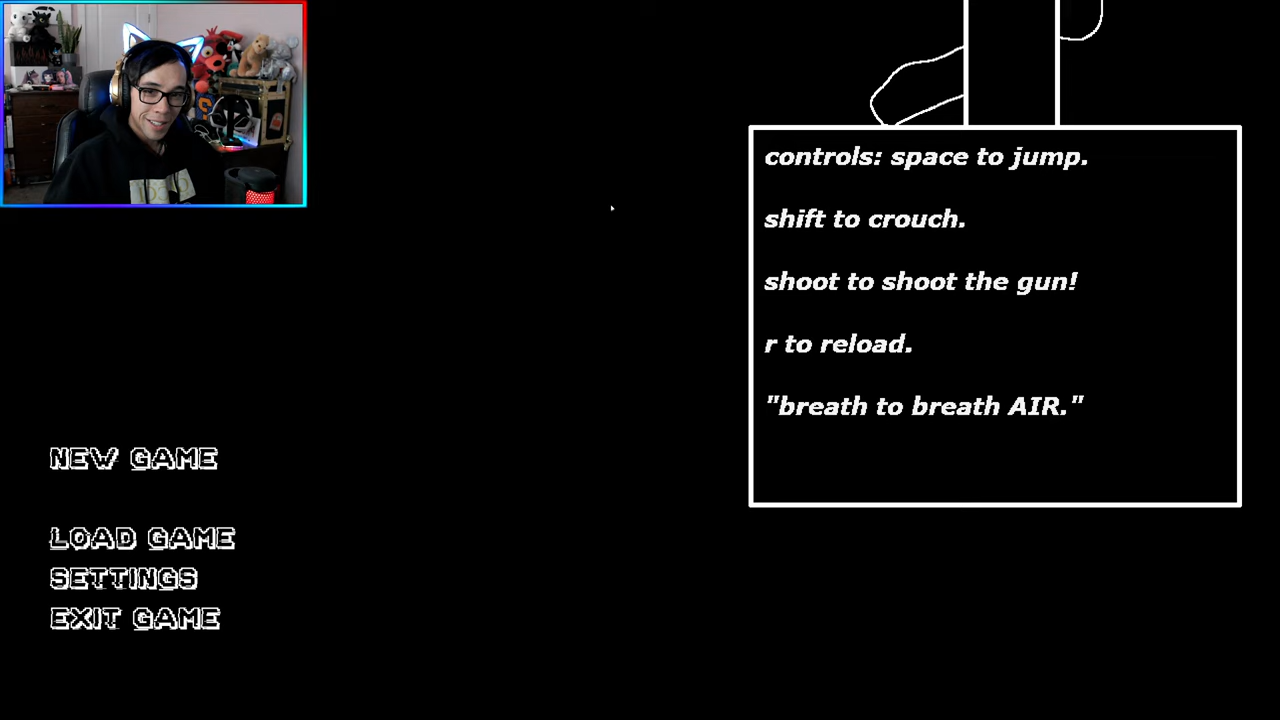 controls: space to jump.
shift to crouch.
shoot to shoot the gun!
r to reload.
"breath to breath AIR."
NEW GAME
LOAD GAME
SETTINGS
EXIT GAME